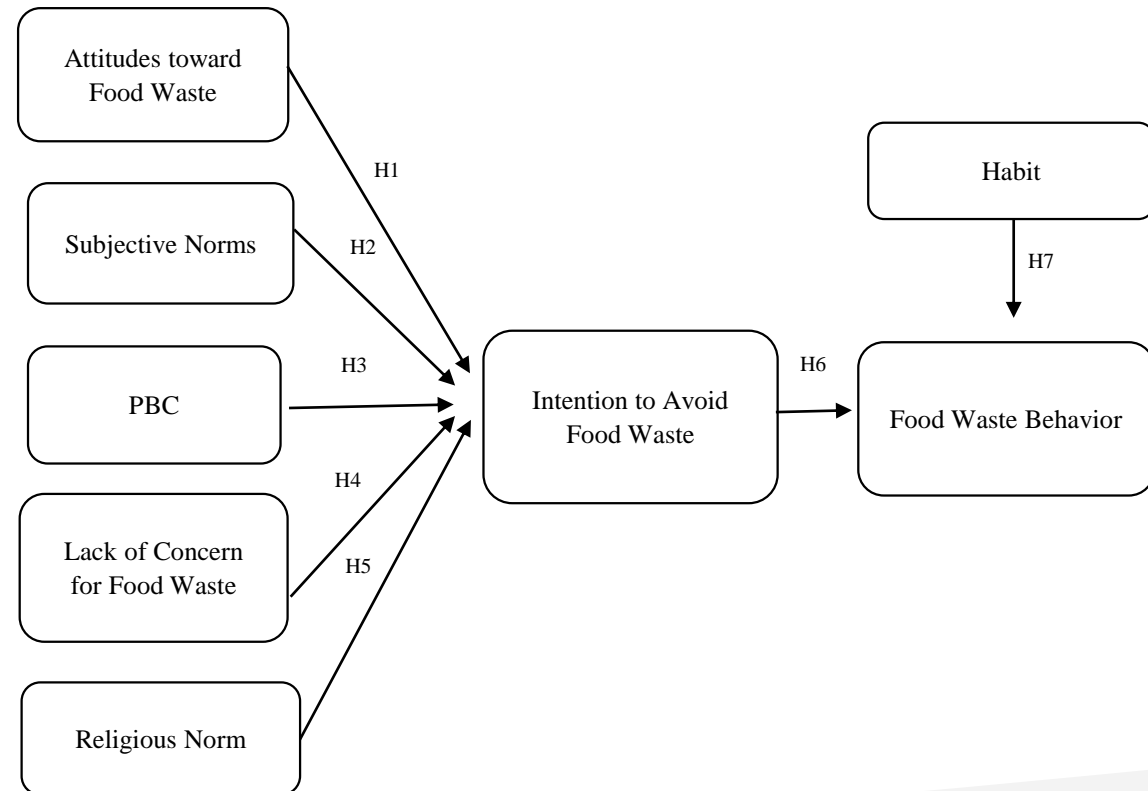 Attitudes toward
Food Waste
H1
Habit
Subjective Norms
H2
H7
H3
PBC
Intention to Avoid
Food Waste
H6
Food Waste Behavior
H4
Lack of Concern
for Food Waste
H5
Religious Norm